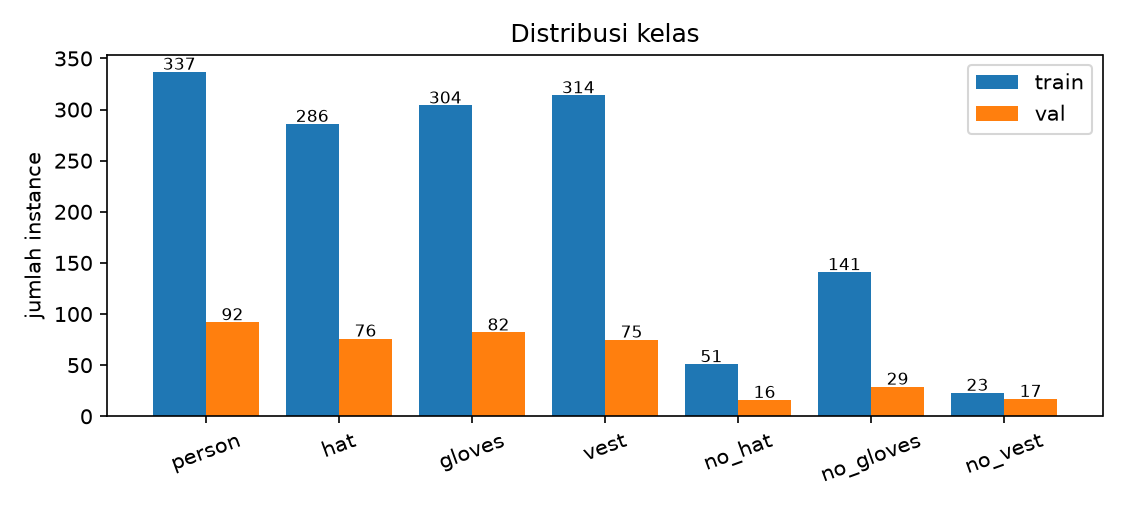 Distribusi kelas
jumlah instance
350
300
250
200
150
100
50
0
train
val
337
92
286
76
304
82
314
75
51
16
141
29
23
17
person
hat
gloves
vest
no_hat
no_gloves
no_vest